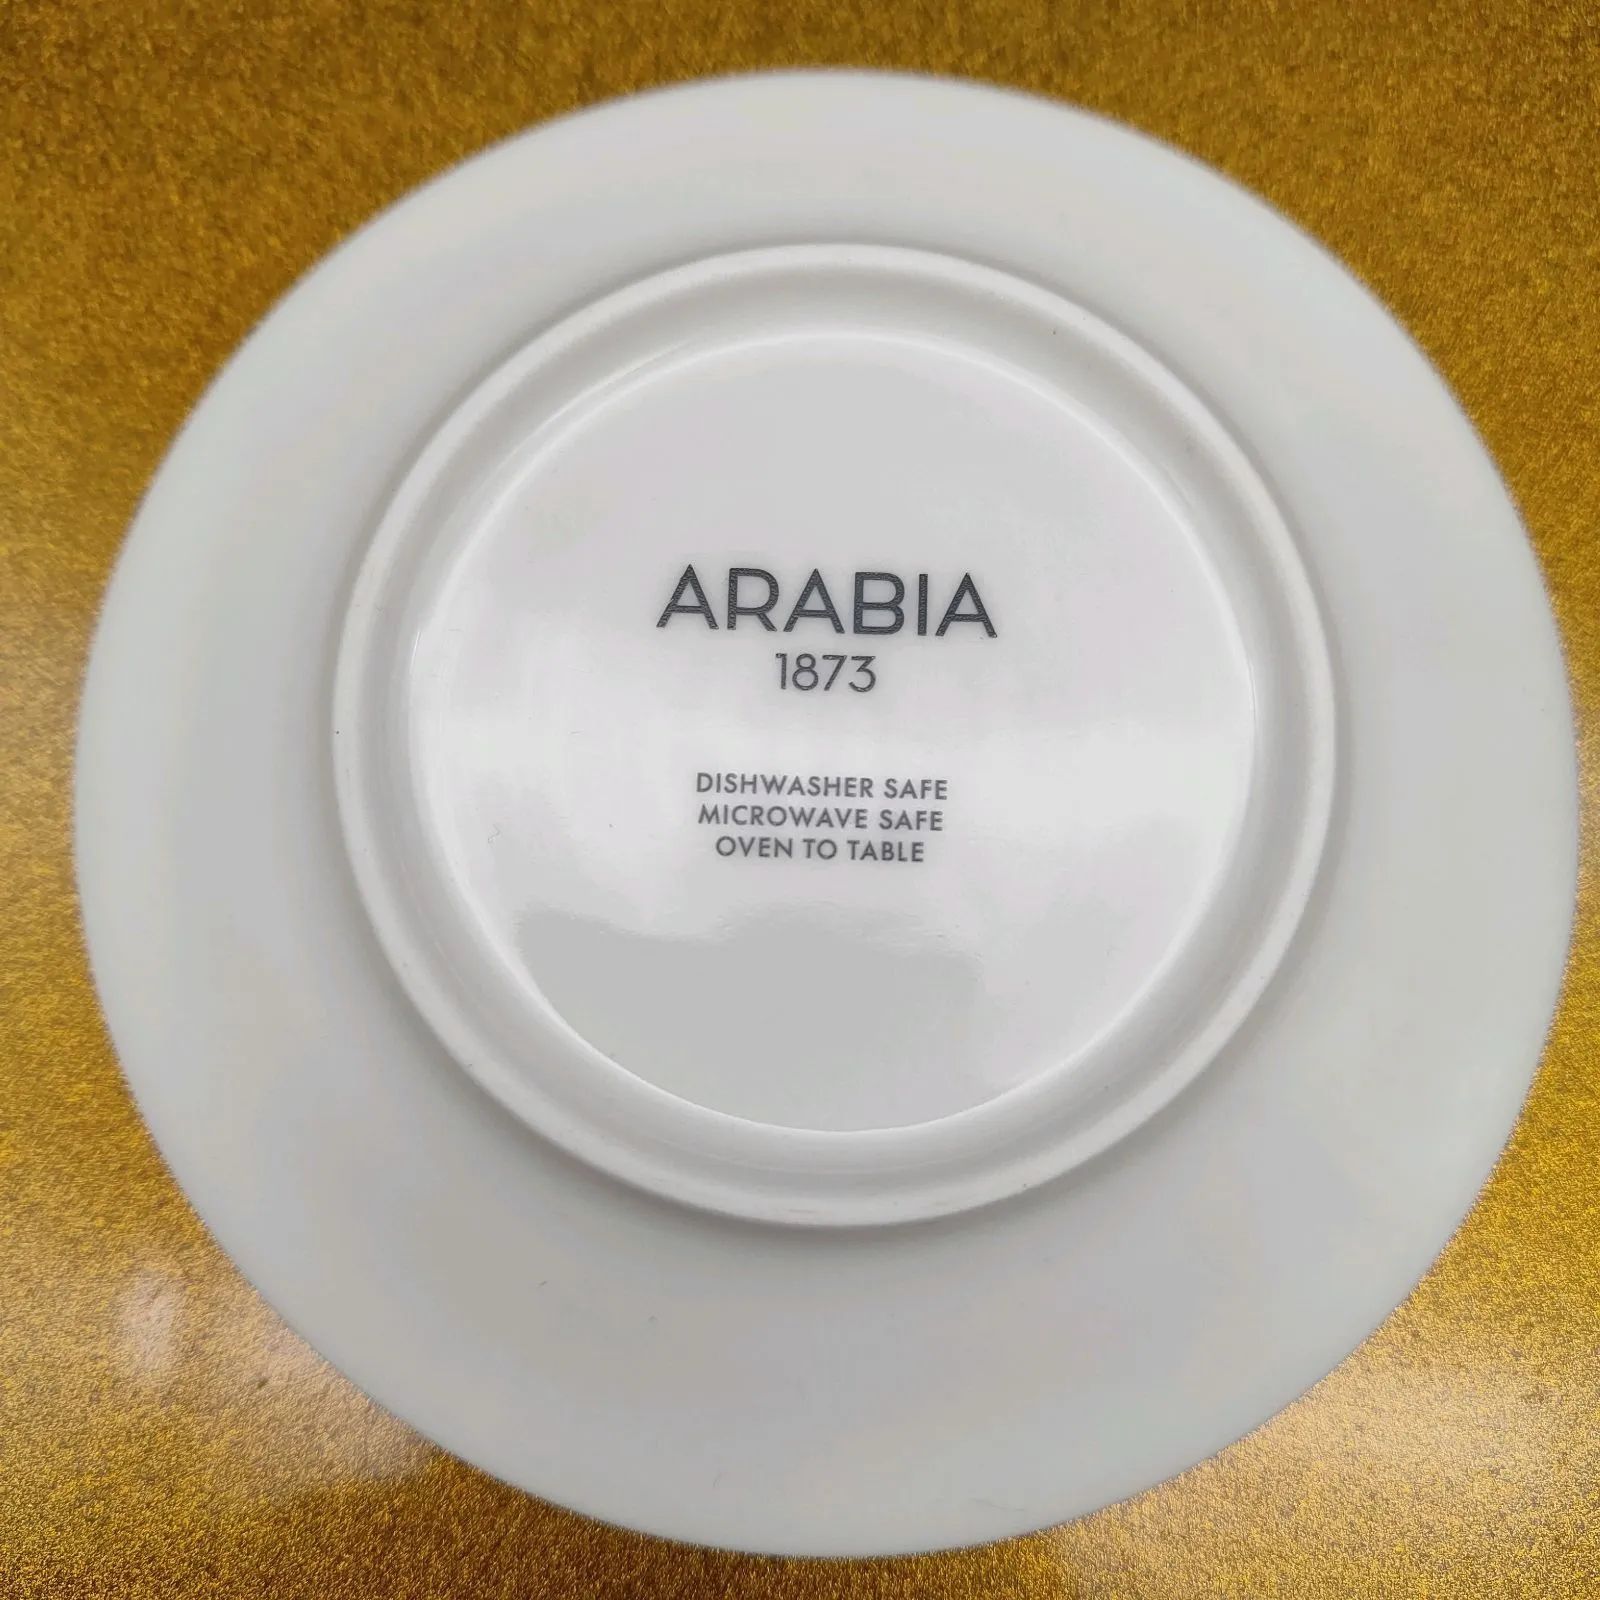 ARABIA
1873
DISHWASHER SAFE
MICROWAVE SAFE
OVEN TO TABLE